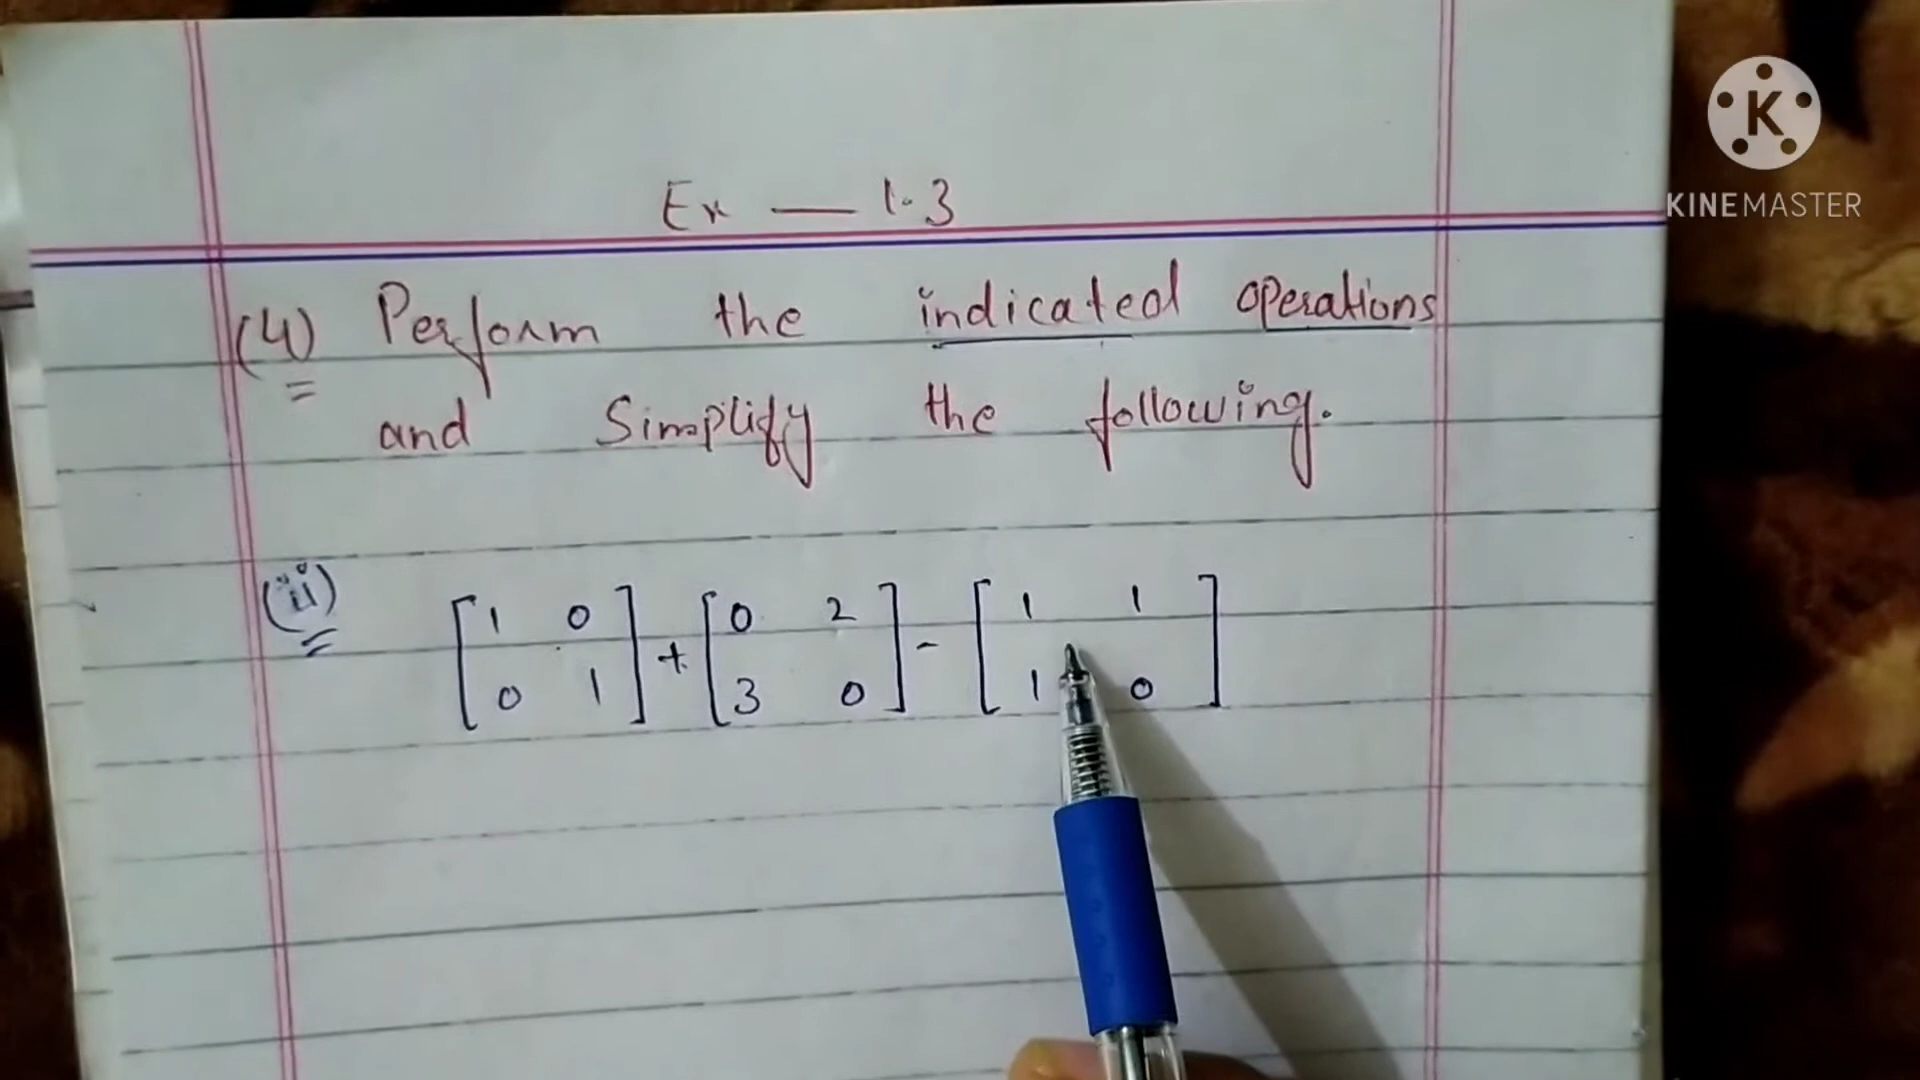 K
KINEMASTER
Ex — 1.3
(4) Perform the indicated operations
and Simplify the following.
(ii) [1 0] + [0 2] - [1 1]
[0 1] [3 0] [1 0]